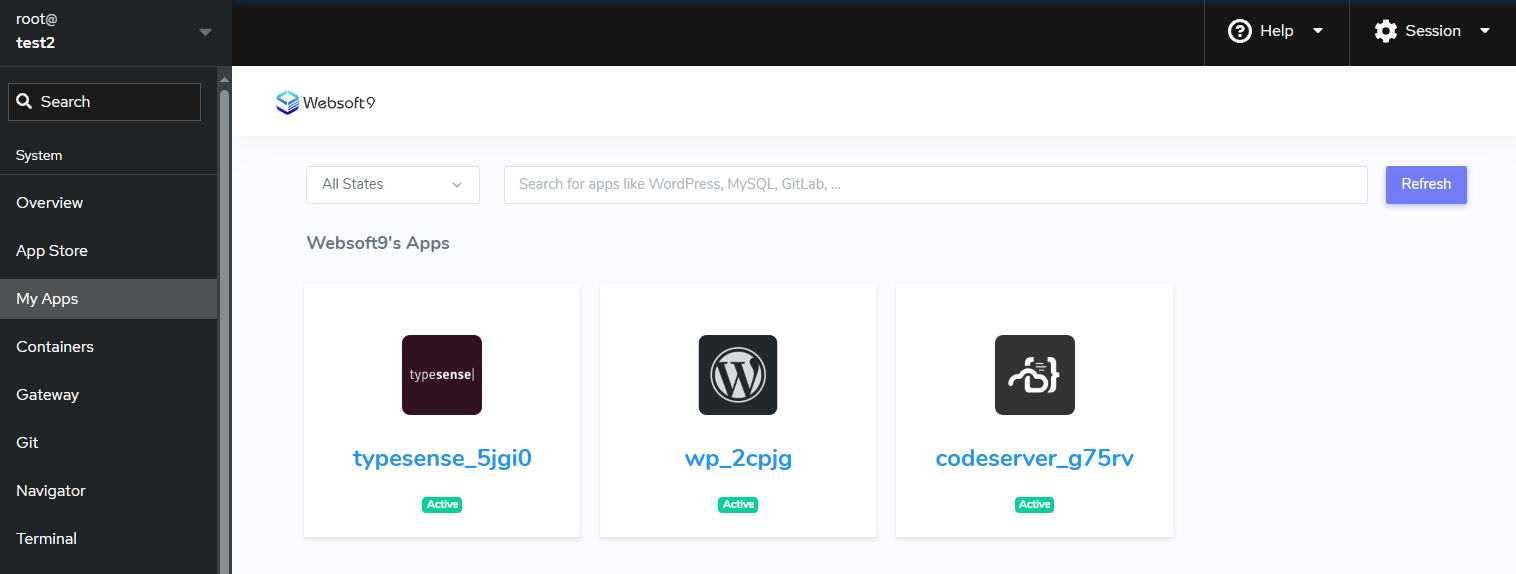 root@
test2
Help
Session
Search
System
Overview
App Store
My Apps
Containers
Gateway
Git
Navigator
Terminal
Websoft9
All States
Search for apps like WordPress, MySQL, GitLab, ...
Refresh
Websoft9's Apps
typesense|
typesense_5jgi0
Active
wp_2cpjg
Active
codeserver_g75rv
Active